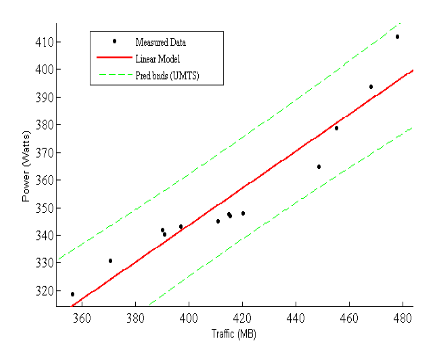 Measured Data
Linear Model
Pred bnds (UMTS)
410
400
390
380
370
360
350
340
330
320
Power (Watts)
360 380 400 420 440 460 480
Traffic (MB)